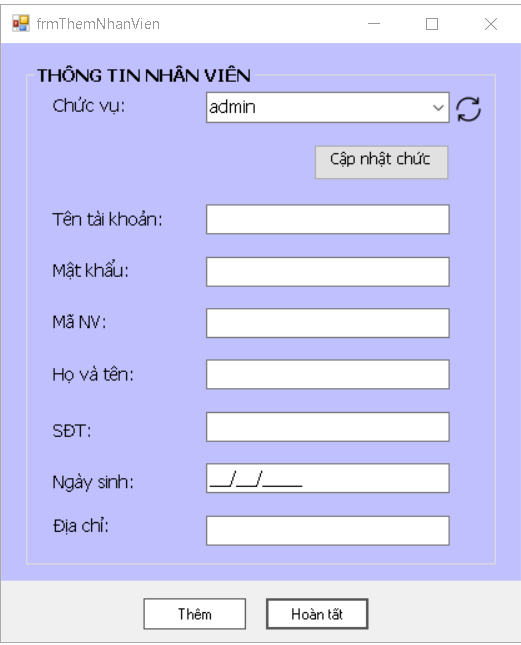 frmThemNhanVien
THÔNG TIN NHÂN VIÊN
Chức vụ: admin
Cập nhật chức
Tên tài khoản:
Mật khẩu:
Mã NV:
Họ và tên:
SĐT:
Ngày sinh: __/__/____
Địa chỉ:
Thêm Hoàn tất